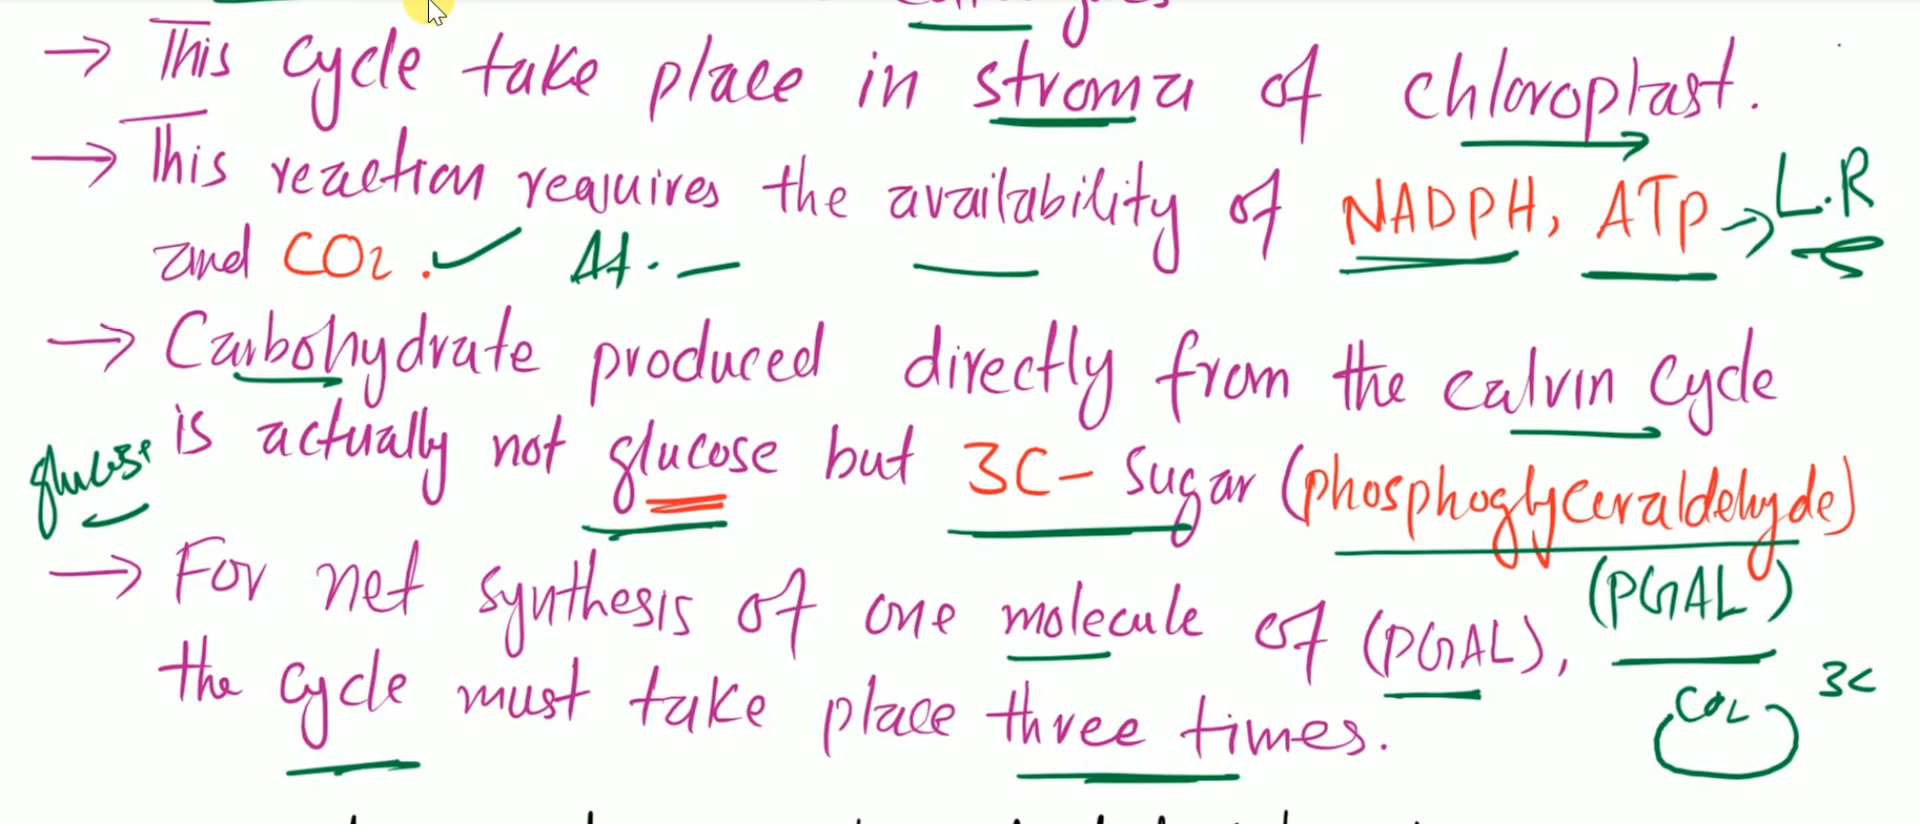 → This cycle take place in stroma of chloroplast.
→ This reaction requires the availability of NADPH, ATP → L.R
and CO2. ✓ At. —
→ Carbohydrate produced directly from the calvin cycle
glucose is actually not glucose but 3C- sugar (phosphoglyceraldehyde)
(PGAL)
→ For net synthesis of one molecule of (PGAL),
the cycle must take place three times.
CO2 3C